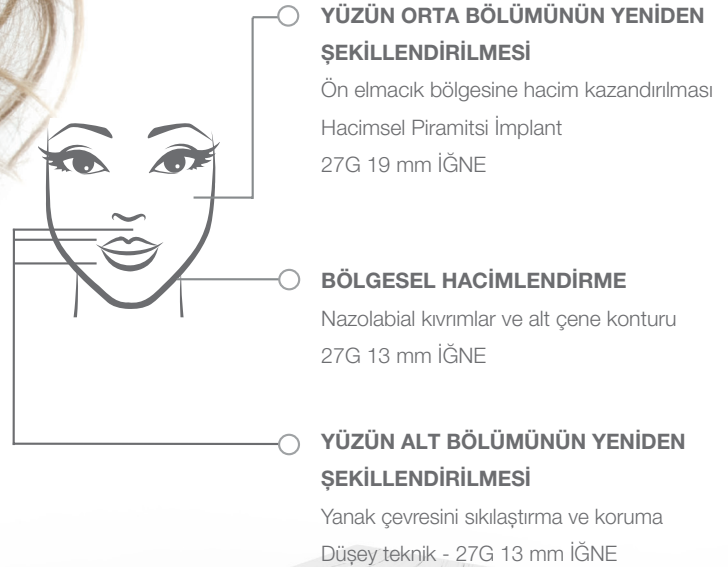 YÜZÜN ORTA BÖLÜMÜNÜN YENİDEN
ŞEKİLLENDİRİLMESİ
Ön elmacık bölgesine hacim kazandırılması
Hacimsel Piramitsi İmplant
27G 19 mm İĞNE
BÖLGESEL HACİMLENDİRME
Nazolabial kıvrımlar ve alt çene konturu
27G 13 mm İĞNE
YÜZÜN ALT BÖLÜMÜNÜN YENİDEN
ŞEKİLLENDİRİLMESİ
Yanak çevresini sıkılaştırma ve koruma
Düşey teknik - 27G 13 mm İĞNE